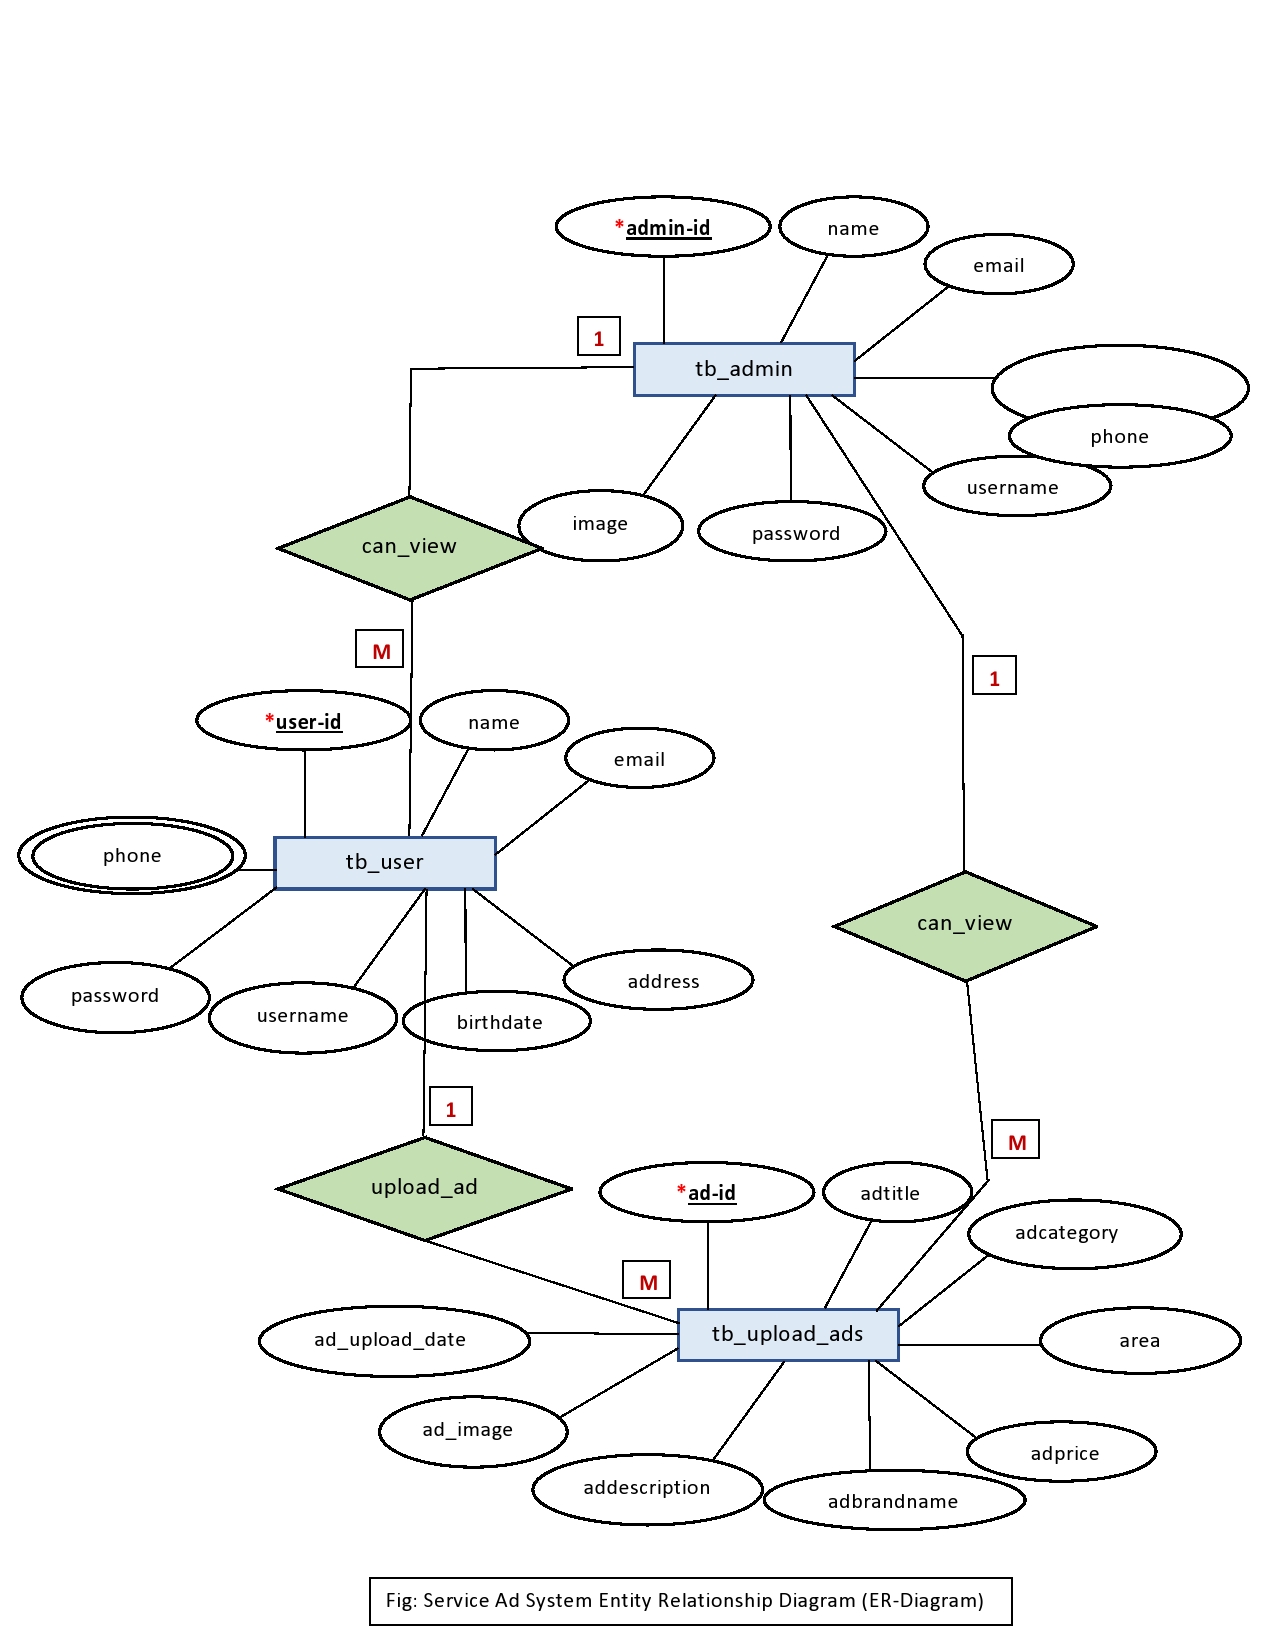 *admin-id
name
email
1
tb_admin
phone
username
image
password
can_view
M
1
*user-id
name
email
phone
tb_user
can_view
password
username
birthdate
address
1
M
upload_ad
*ad-id
adtitle
adcategory
M
tb_upload_ads
ad_upload_date
area
ad_image
adprice
addescription
adbrandname
Fig: Service Ad System Entity Relationship Diagram (ER-Diagram)